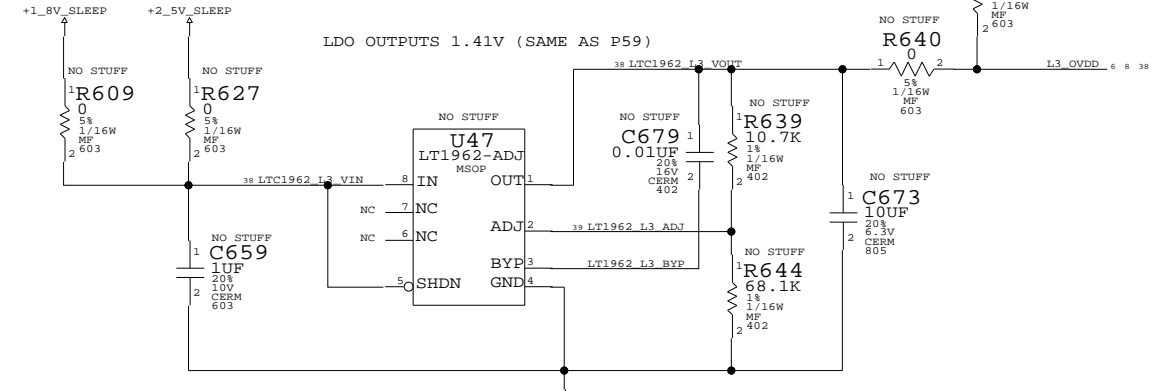 +1_8V_SLEEP
+2_5V_SLEEP
LDO OUTPUTS 1.41V (SAME AS P59)
1/16W
MF
603
2
NO STUFF
R640
0
1
2
5%
1/16W
MF
603
L3_OVDD
6 8 38
38 LTC1962_L3_VOUT
NO STUFF
1
R609
0
5%
1/16W
MF
603
2
NO STUFF
1
R627
0
5%
1/16W
MF
603
2
NO STUFF
U47
LT1962-ADJ
MSOP
8 IN
OUT 1
7 NC
6 NC
ADJ 2
BYP 3
5 SHDN
GND 4
38 LTC1962_L3_VIN
NC
NC
39 LT1962_L3_ADJ
LT1962_L3_BYP
NO STUFF
C679
0.01UF
20%
16V
CERM
402
1
2
NO STUFF
1
R639
10.7K
1%
1/16W
MF
402
2
NO STUFF
1
C673
10UF
20%
6.3V
CERM
805
2
NO STUFF
1
C659
1UF
20%
10V
CERM
603
2
NO STUFF
1
R644
68.1K
1%
1/16W
MF
402
2